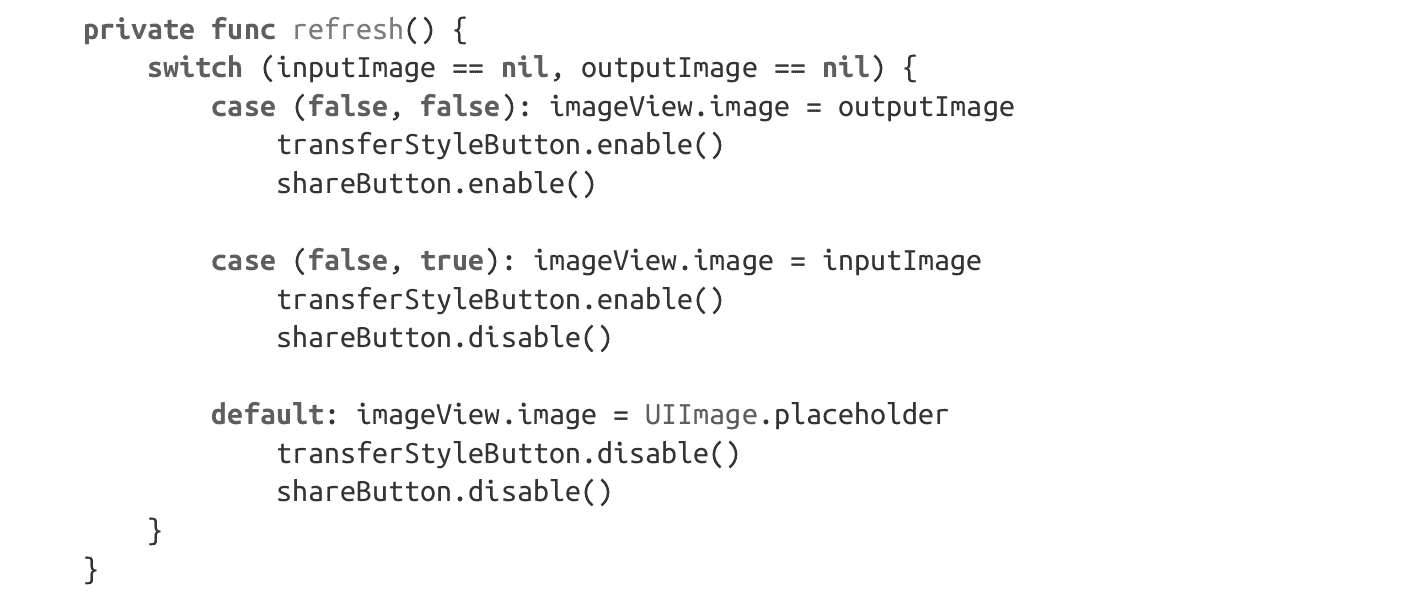 private func refresh() {
    switch (inputImage == nil, outputImage == nil) {
        case (false, false): imageView.image = outputImage
            transferStyleButton.enable()
            shareButton.enable()

        case (false, true): imageView.image = inputImage
            transferStyleButton.enable()
            shareButton.disable()

        default: imageView.image = UIImage.placeholder
            transferStyleButton.disable()
            shareButton.disable()
    }
}